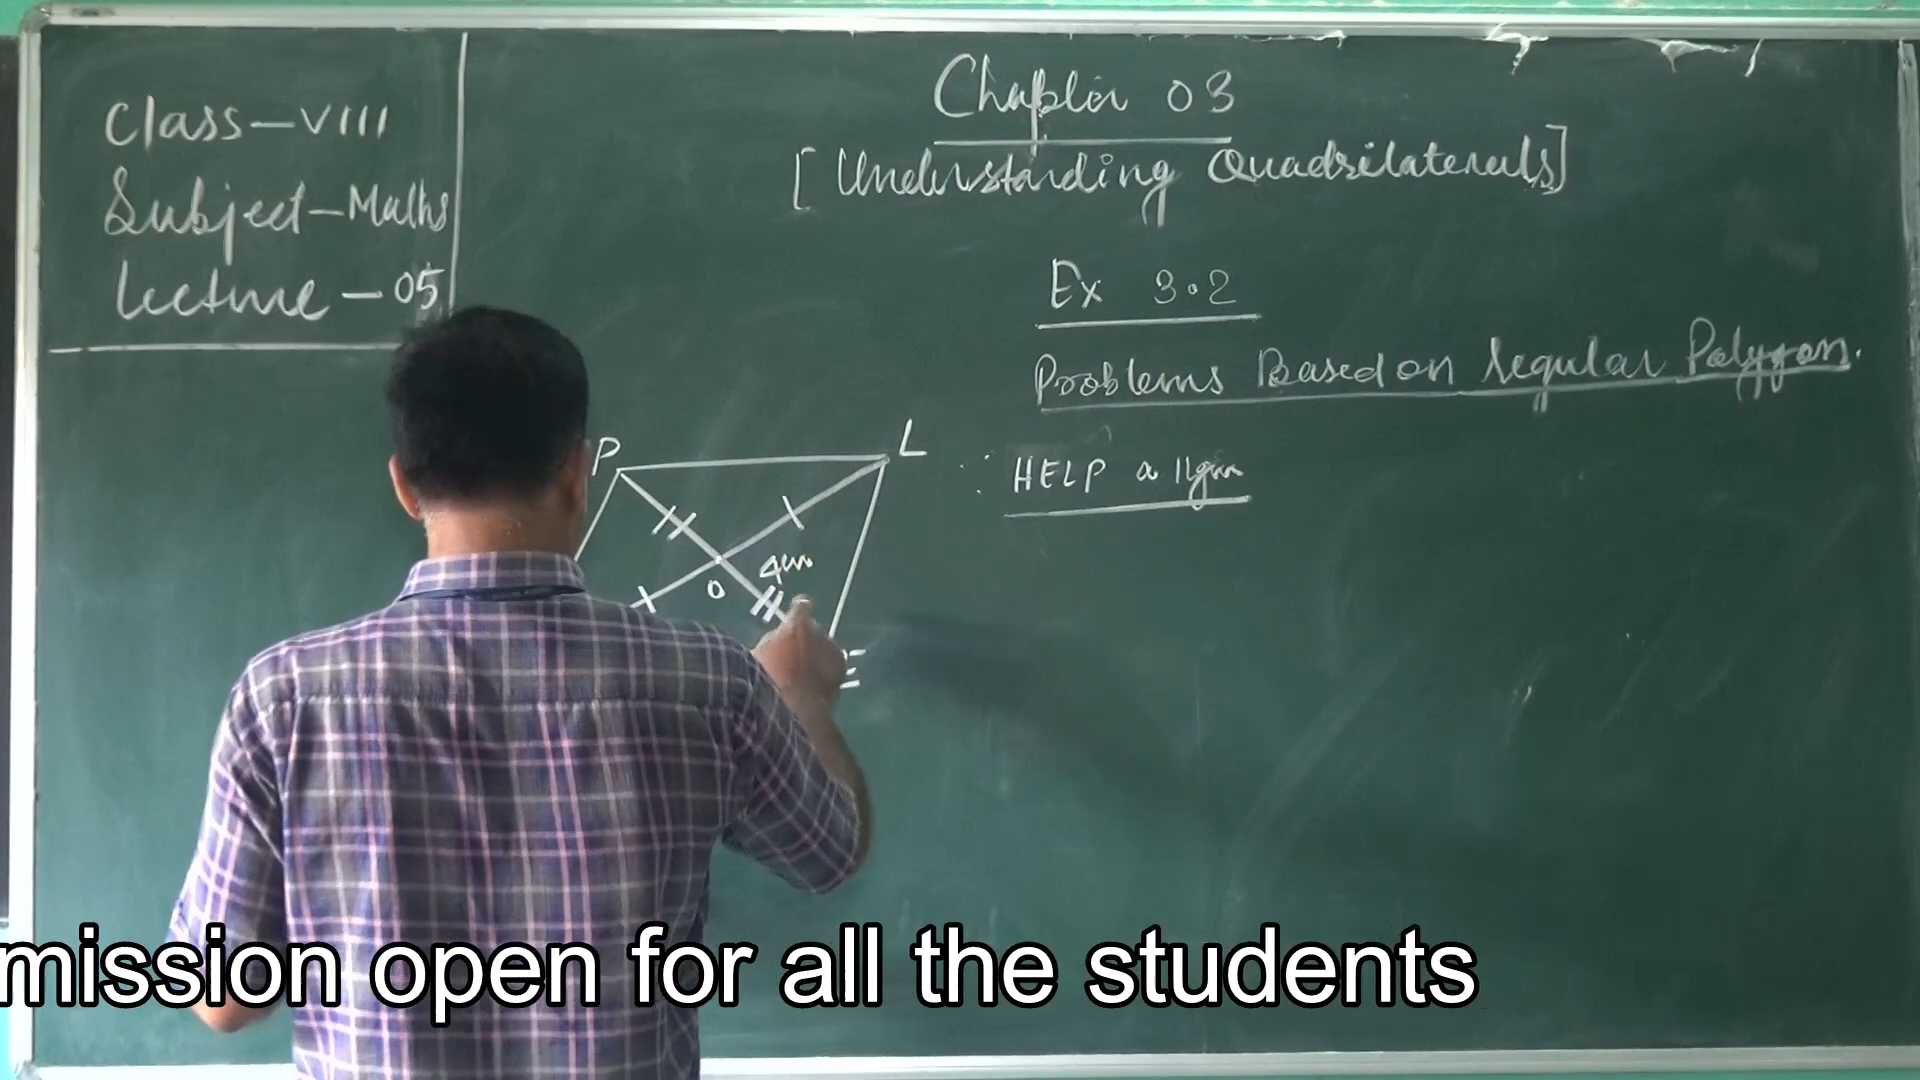 Class – VIII
Subject – Maths
Lecture – 05
Chapter 03
[Understanding Quadrilaterals]
Ex 3.2
Problems Based on regular Polygon.
P
L
∵ HELP a ||gm
4cm
O
E
mission open for all the students